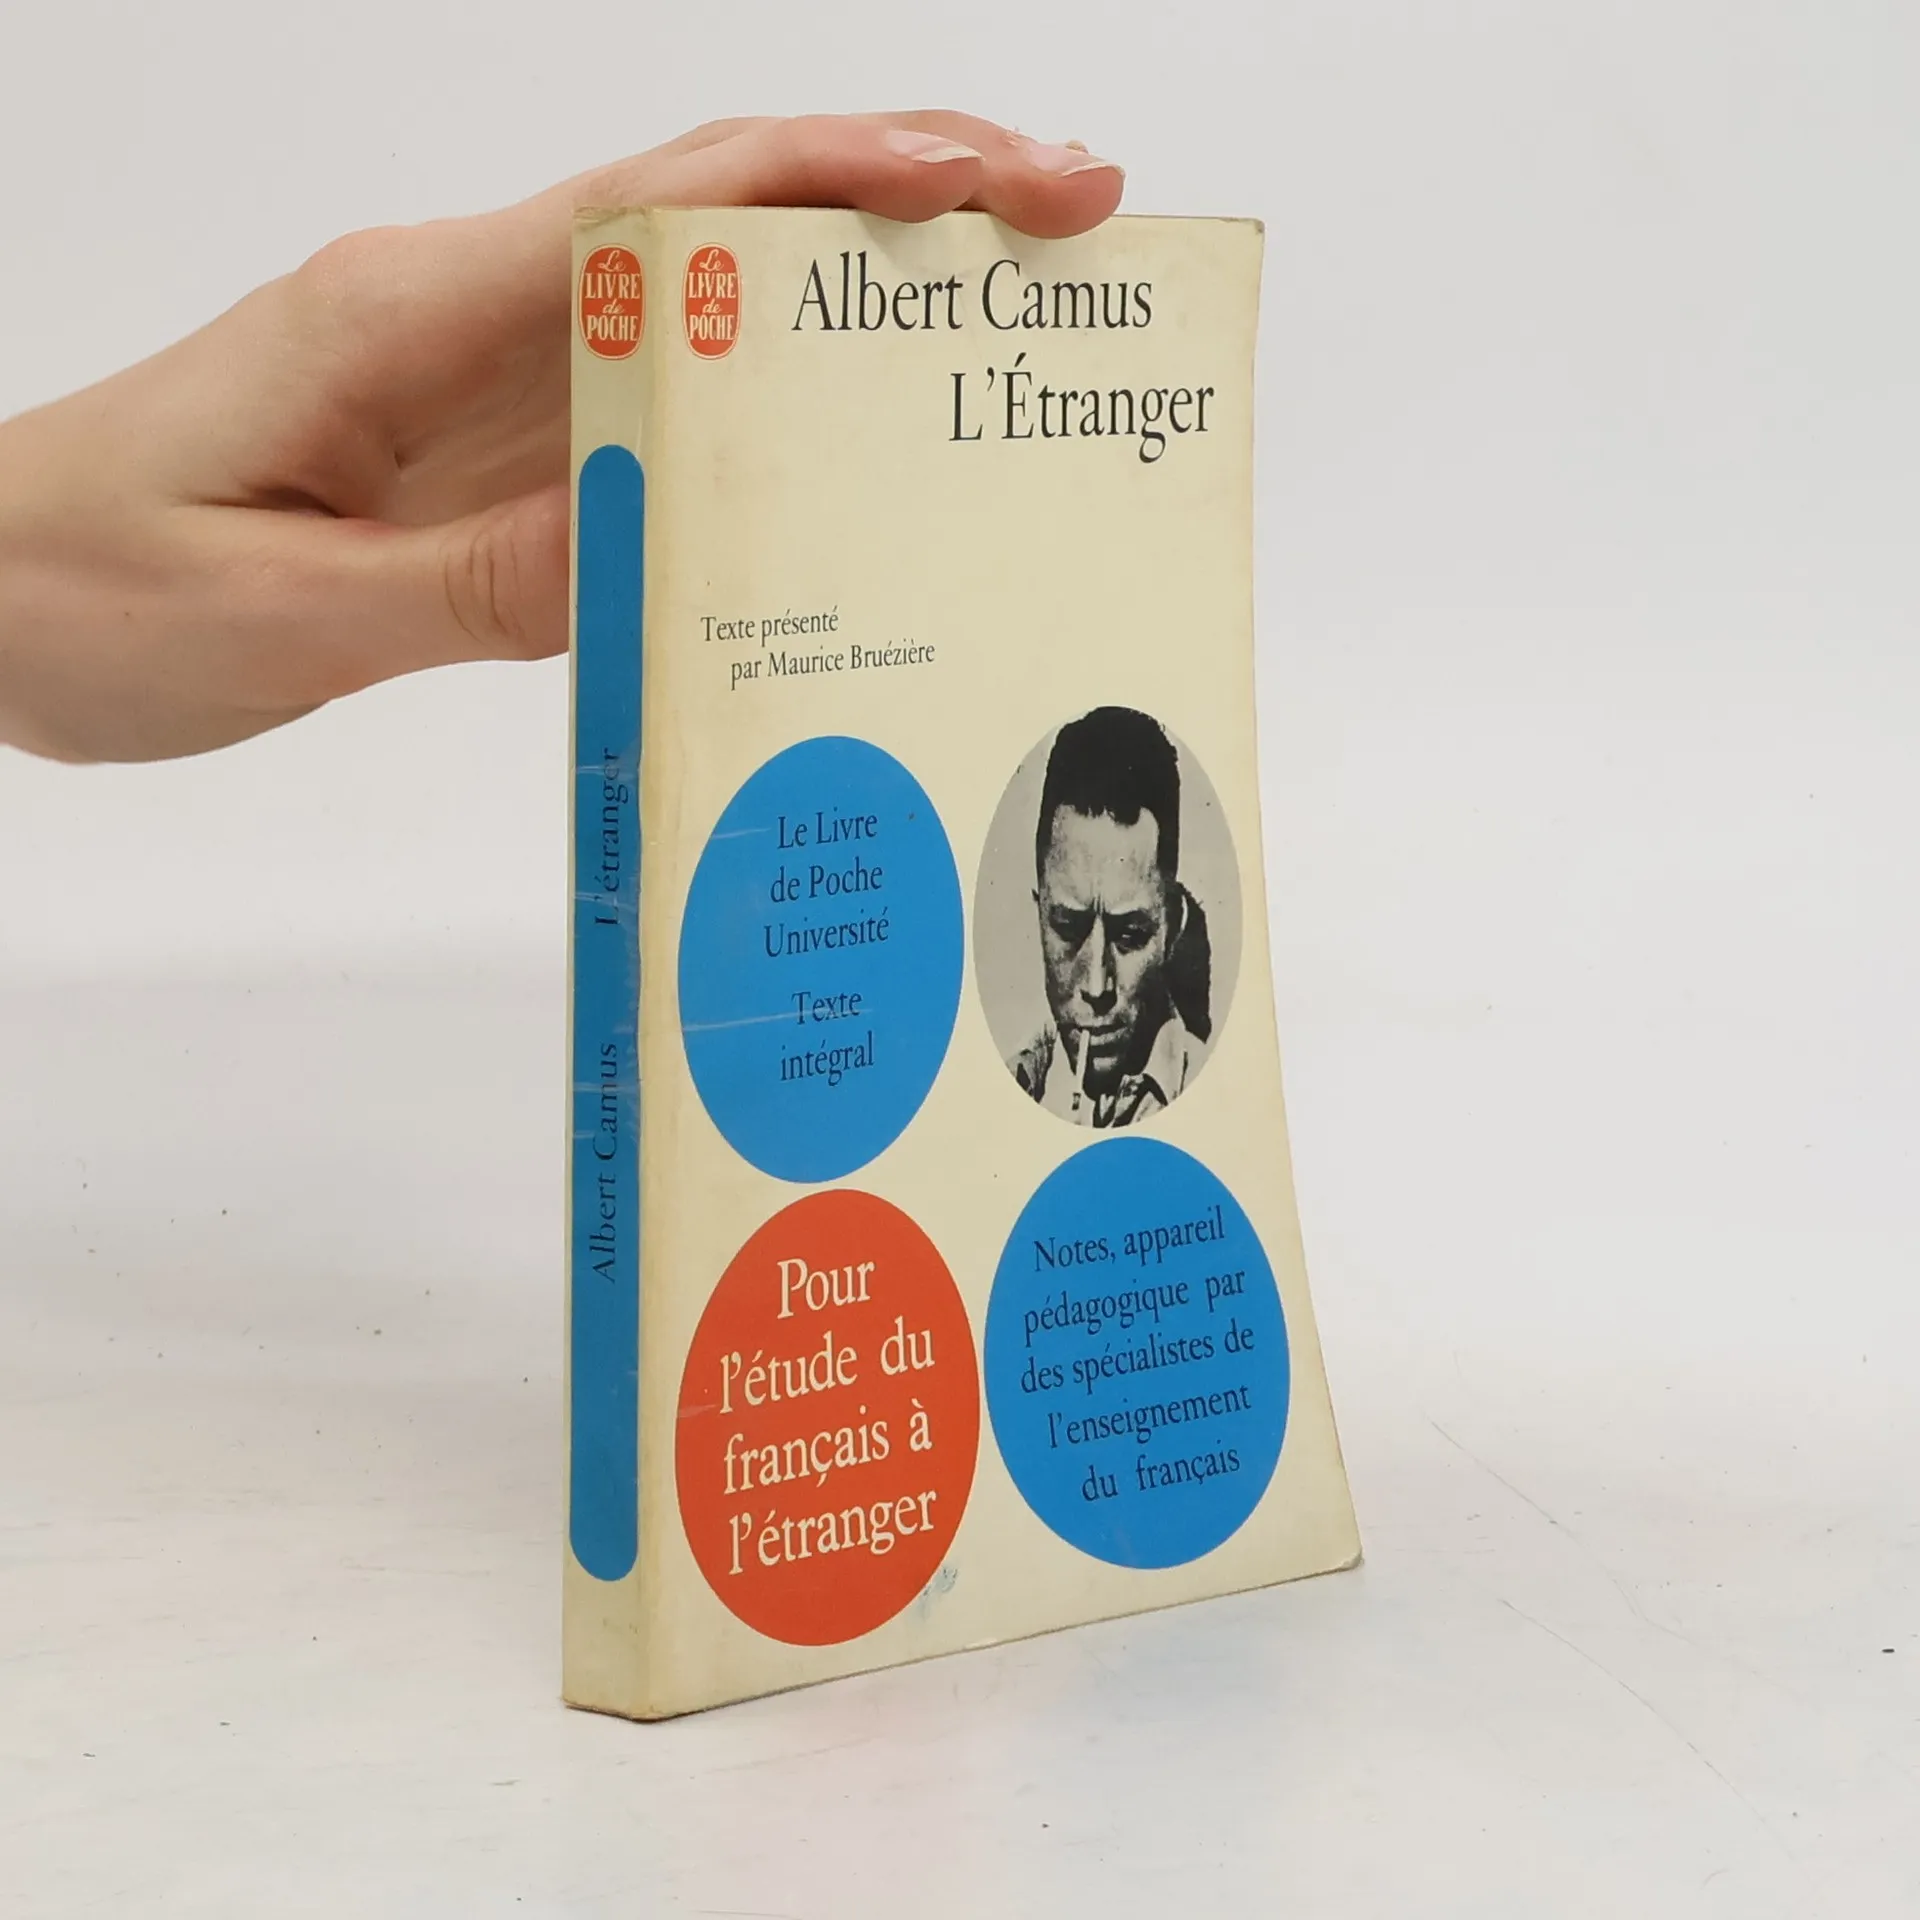 Le
LIVRE
de
POCHE
Albert Camus L'étranger
Le
LIVRE
de
POCHE
Albert Camus
L'Étranger
Texte présenté
par Maurice Bruézière
Le Livre
de Poche
Université
Texte
intégral
Pour
l'étude du
français à
l'étranger
Notes, appareil
pédagogique par
des spécialistes de
l'enseignement
du français